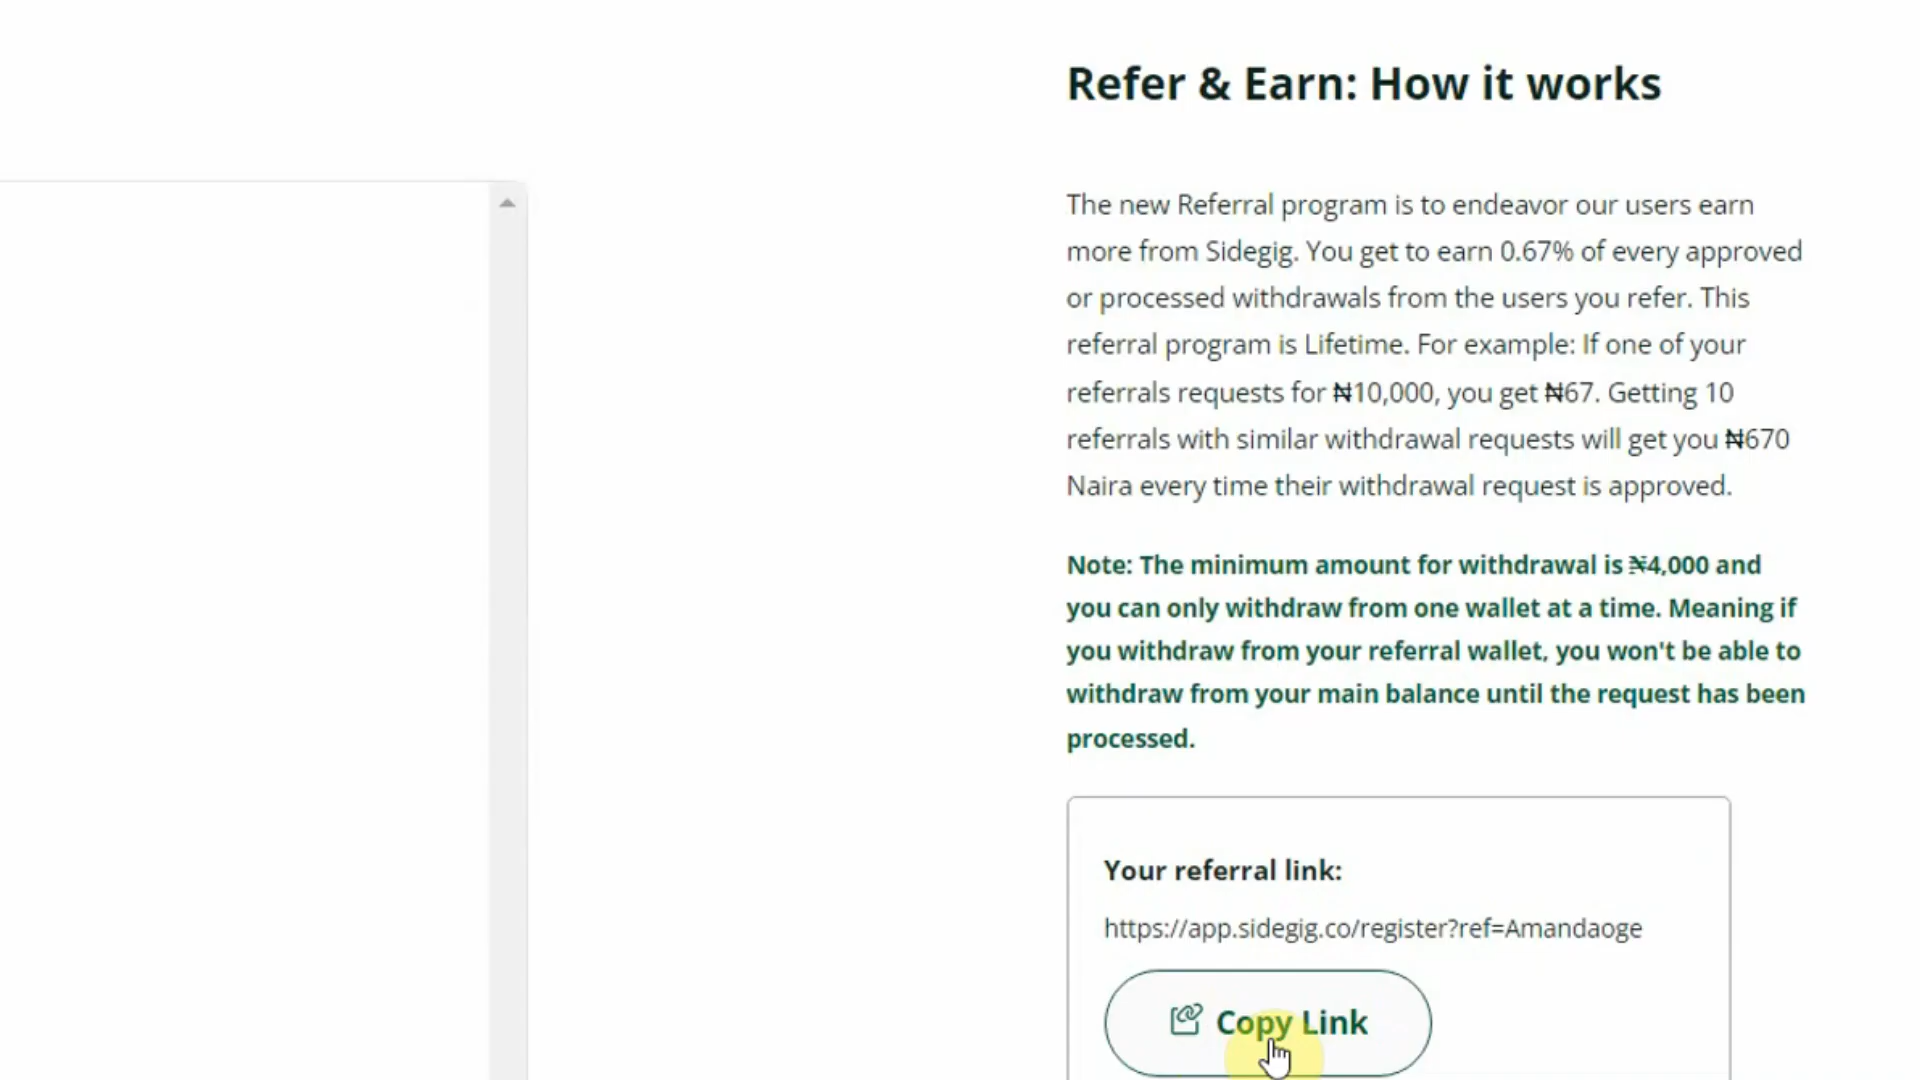 Refer & Earn: How it works
The new Referral program is to endeavor our users earn
more from Sidegig. You get to earn 0.67% of every approved
or processed withdrawals from the users you refer. This
referral program is Lifetime. For example: If one of your
referrals requests for ₦10,000, you get ₦67. Getting 10
referrals with similar withdrawal requests will get you ₦670
Naira every time their withdrawal request is approved.
Note: The minimum amount for withdrawal is ₦4,000 and
you can only withdraw from one wallet at a time. Meaning if
you withdraw from your referral wallet, you won't be able to
withdraw from your main balance until the request has been
processed.
Your referral link:
https://app.sidegig.co/register?ref=Amandaoge
Copy Link